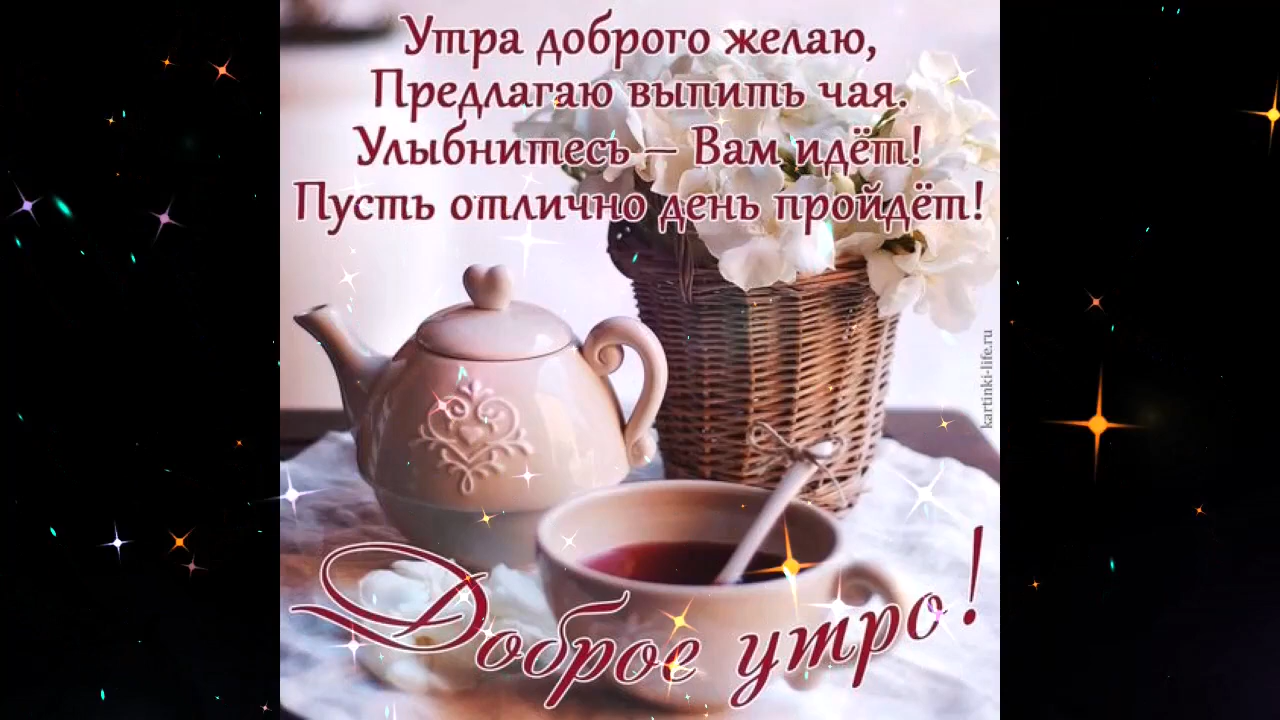 Утра доброго желаю,
Предлагаю выпить чая.
Улыбнитесь – Вам идёт!
Пусть отлично день пройдёт!
kartinki-life.ru
Доброе утро!